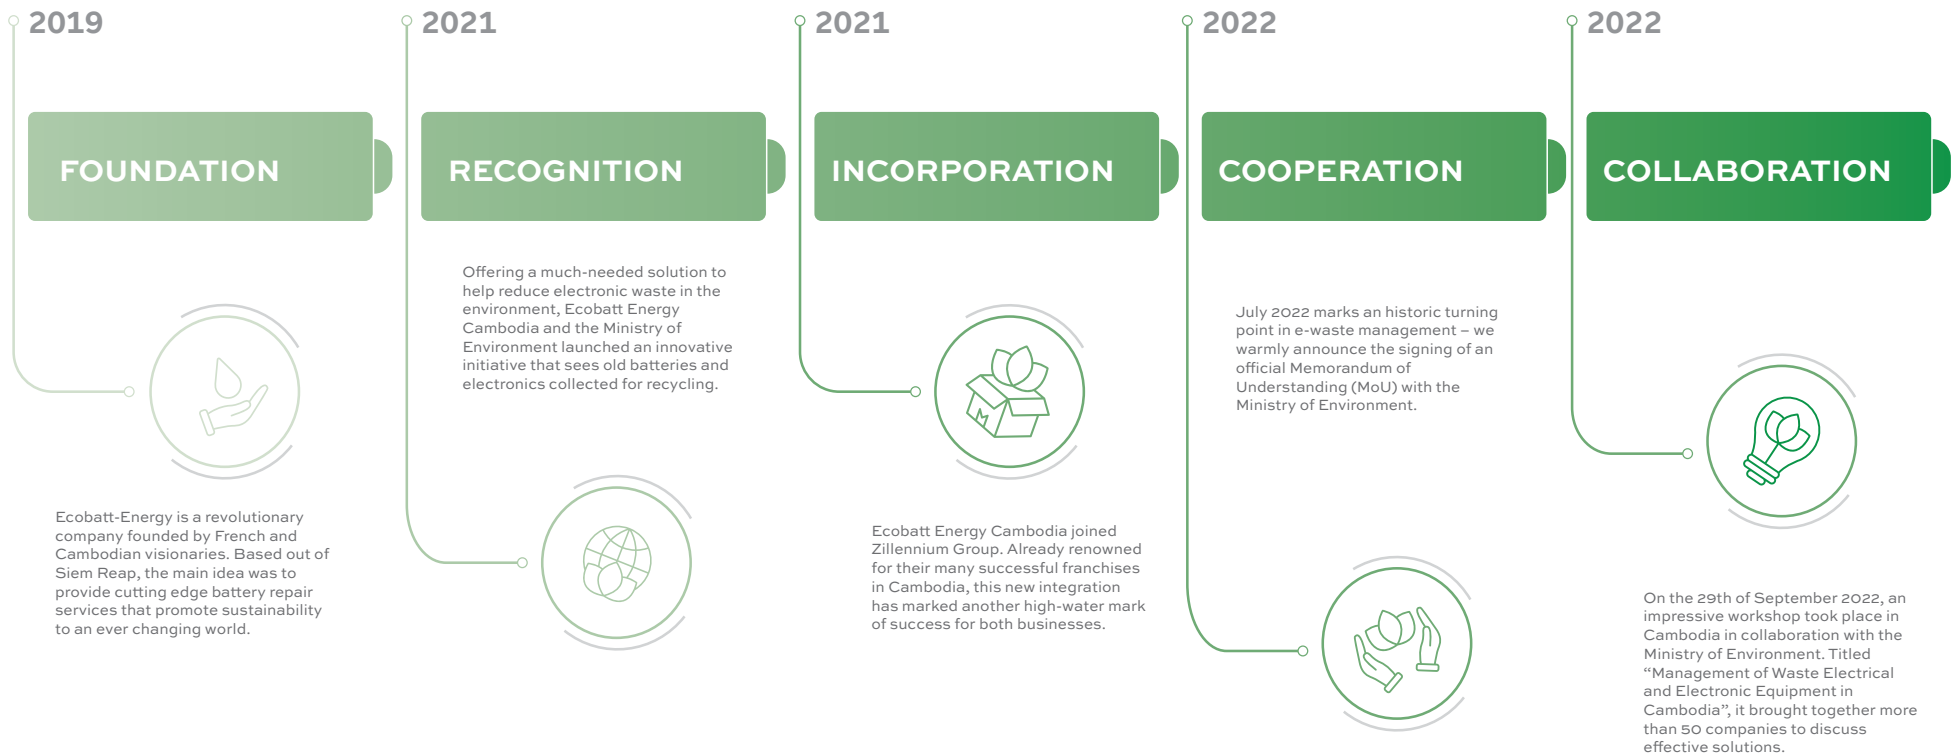 2019
FOUNDATION
Ecobatt-Energy is a revolutionary
company founded by French and
Cambodian visionaries. Based out of
Siem Reap, the main idea was to
provide cutting edge battery repair
services that promote sustainability
to an ever changing world.
2021
RECOGNITION
Offering a much-needed solution to
help reduce electronic waste in the
environment, Ecobatt Energy
Cambodia and the Ministry of
Environment launched an innovative
initiative that sees old batteries and
electronics collected for recycling.
2021
INCORPORATION
Ecobatt Energy Cambodia joined
Zillennium Group. Already renowned
for their many successful franchises
in Cambodia, this new integration
has marked another high-water mark
of success for both businesses.
2022
COOPERATION
July 2022 marks an historic turning
point in e-waste management – we
warmly announce the signing of an
official Memorandum of
Understanding (MoU) with the
Ministry of Environment.
2022
COLLABORATION
On the 29th of September 2022, an
impressive workshop took place in
Cambodia in collaboration with the
Ministry of Environment. Titled
“Management of Waste Electrical
and Electronic Equipment in
Cambodia”, it brought together more
than 50 companies to discuss
effective solutions.